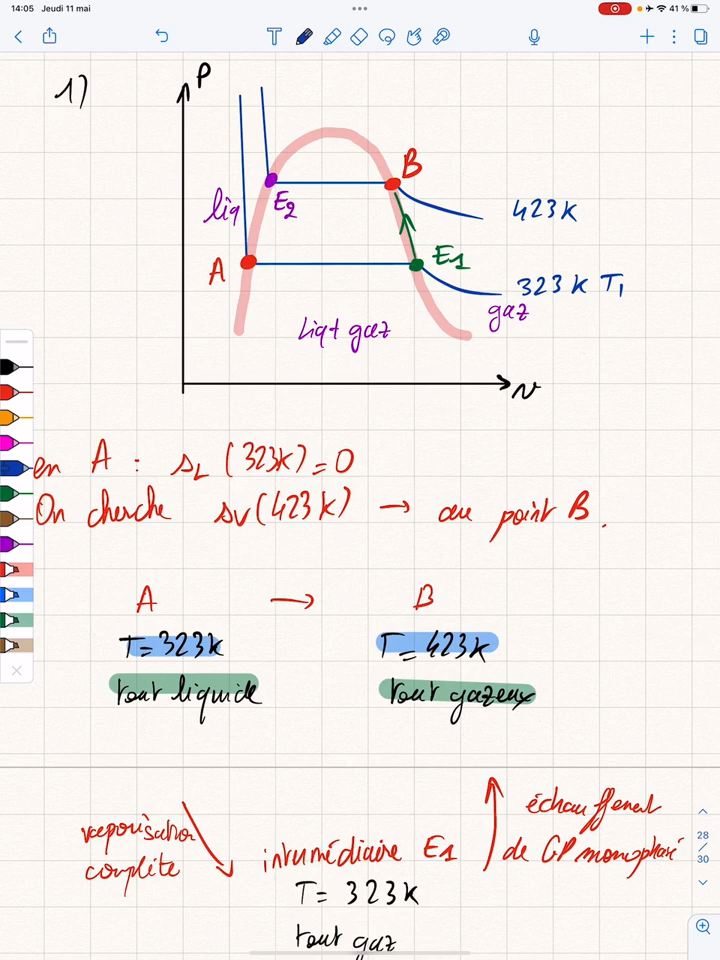 14:05 Jeudi 11 mai
41 %
1)
P
B
liq
E2
423K
A
E1
323K T1
gaz
liq+gaz
v
en A : sL (323K) = 0
On cherche sV (423K) → au point B.
A → B
T = 323K T = 423K
tout liquide tout gazeux
vaporisation complète
intermédiaire E1
échauffement de GP monophasé
T = 323K
tout gaz
28
/
30